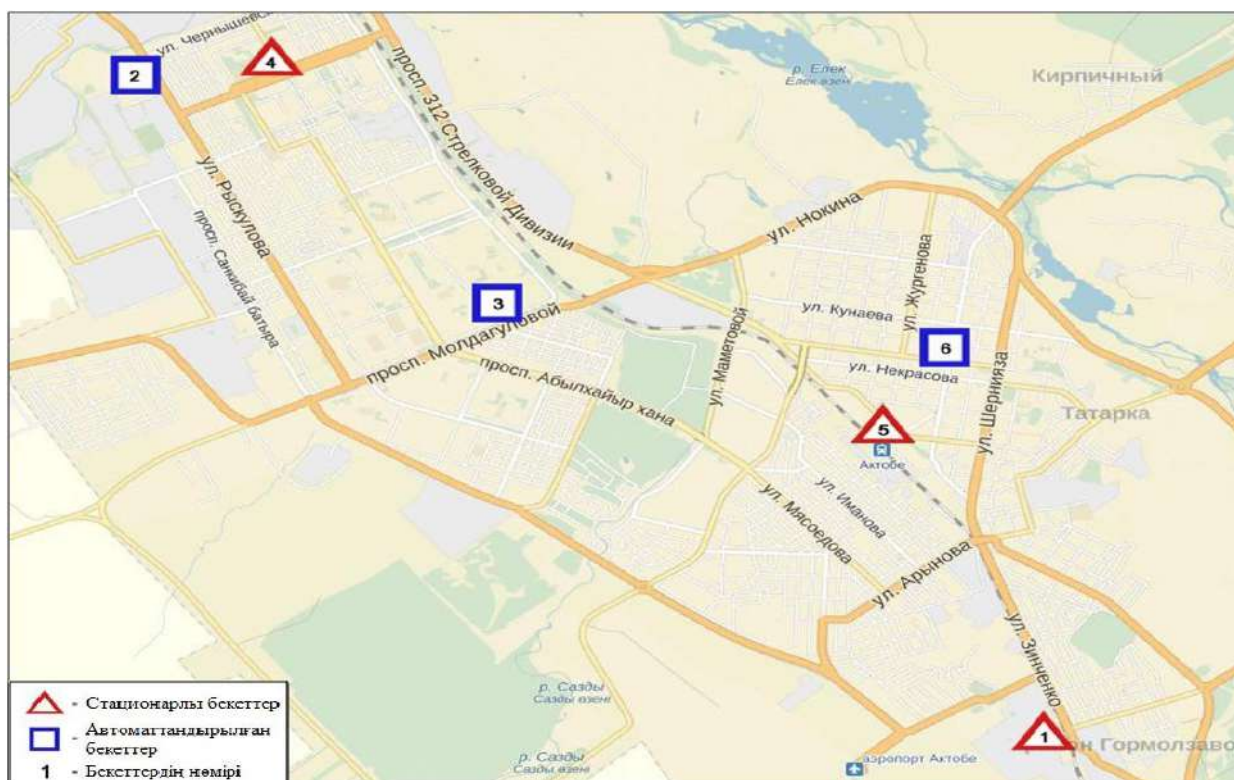 ул. Чернышевск
2
4
р. Елек
Елек өзені
Кирпичный
просп. 312 Стрелковой Дивизии
ул. Рыскулова
просп. Санкибай батыра
ул. Нокина
ул. Жургенова
ул. Кунаева
3
6
просп. Молдагуловой
ул. Маметовой
ул. Некрасова
просп. Абылхайыр хана
ул. Шернияза
Татарка
5
Актобе
ул. Иманова
ул. Мясоедова
ул. Арынова
ул. Зинченко
р. Сазды
Сазды өзені
р. Сазды
Сазды өзені
1
он Гормолзаво
аэропорт Актобе
- Стационарлы бекеттер
- Автоматтандырылған
бекеттер
1 - Бекеттердің нөмірі